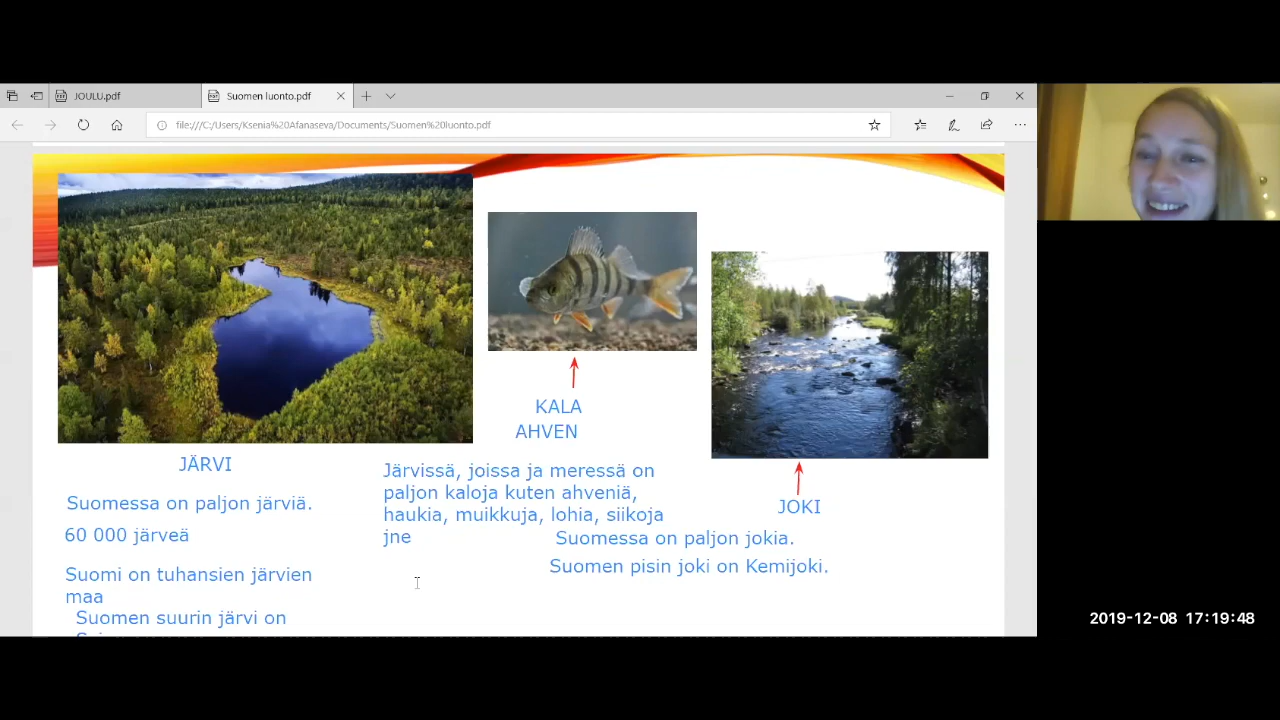 JOULU.pdf
Suomen luonto.pdf
file:///C:/Users/Ksenia%20Afanaseva/Documents/Suomen%20luonto.pdf
JÄRVI
Suomessa on paljon järviä.
60 000 järveä
Suomi on tuhansien järvien
maa
Suomen suurin järvi on
KALA
AHVEN
Järvissä, joissa ja meressä on
paljon kaloja kuten ahveniä,
haukia, muikkuja, lohia, siikoja
jne
JOKI
Suomessa on paljon jokia.
Suomen pisin joki on Kemijoki.
2019-12-08 17:19:48